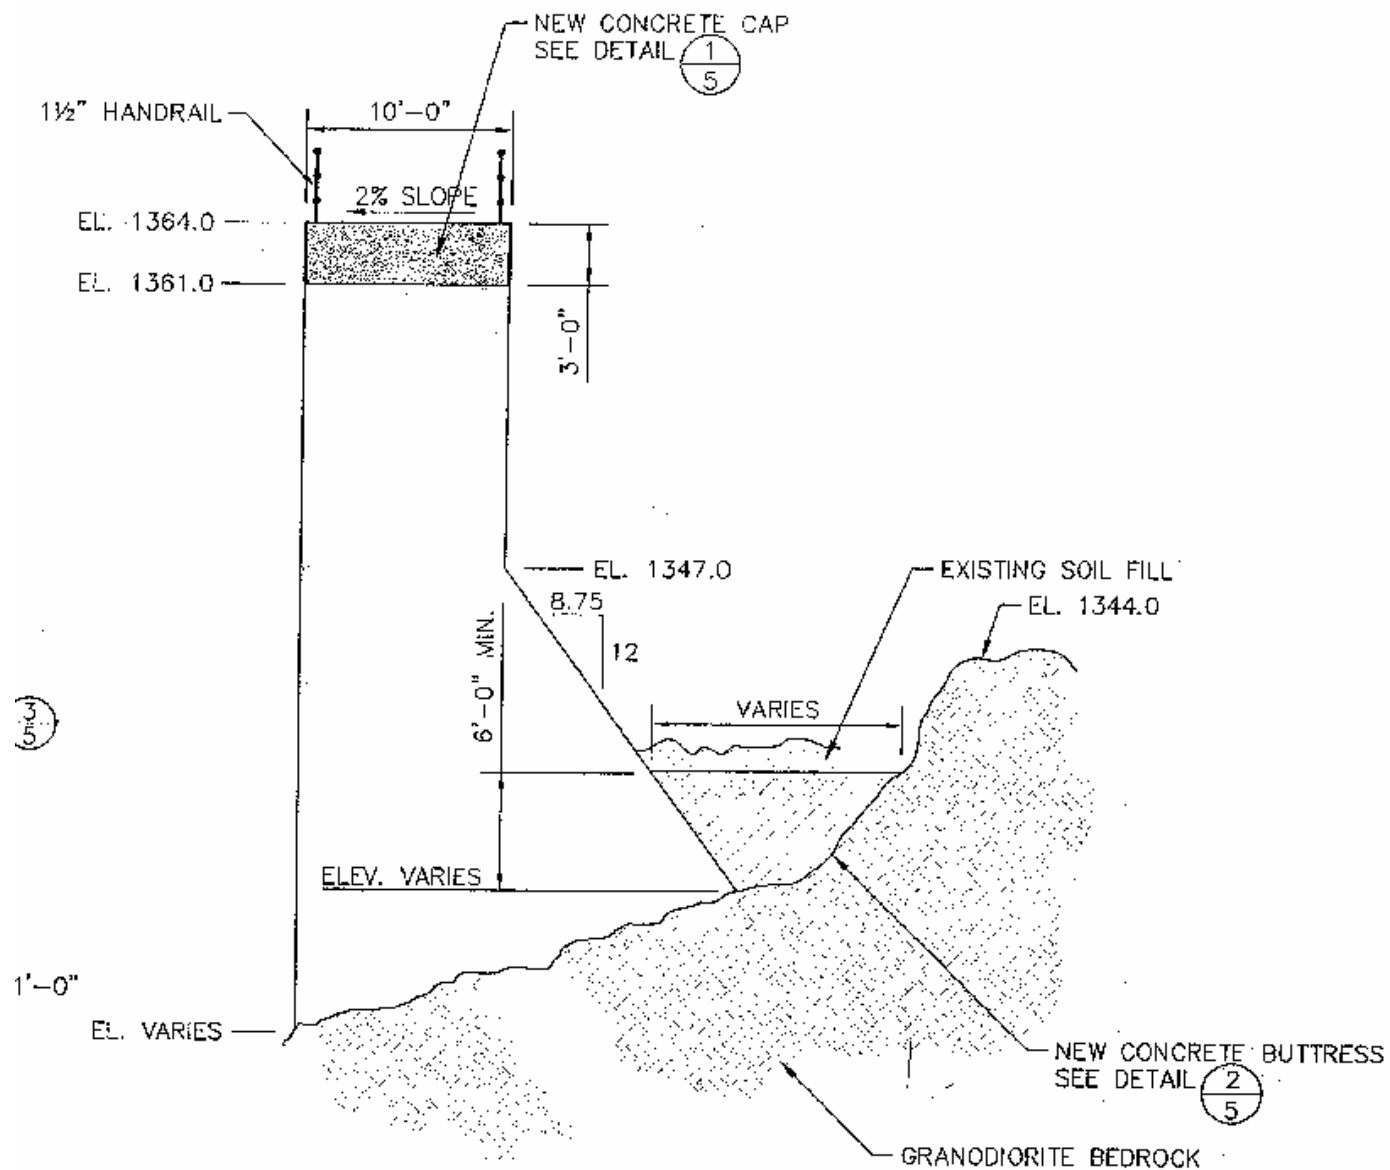 NEW CONCRETE CAP
SEE DETAIL 1
5
1½" HANDRAIL
10'-0"
2% SLOPE
EL. 1364.0
EL. 1361.0
3'-0"
EL. 1347.0
EXISTING SOIL FILL
8.75
EL. 1344.0
12
6'-0" MIN.
VARIES
3
5
ELEV. VARIES
1'-0"
EL. VARIES
NEW CONCRETE BUTTRESS
SEE DETAIL 2
5
GRANODIORITE BEDROCK